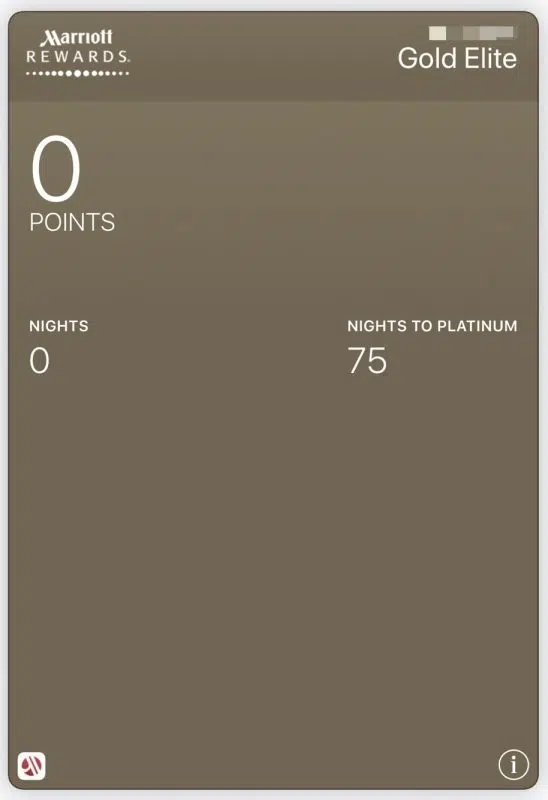 Marriott
REWARDS®
Gold Elite
0
POINTS
NIGHTS
0
NIGHTS TO PLATINUM
75
i